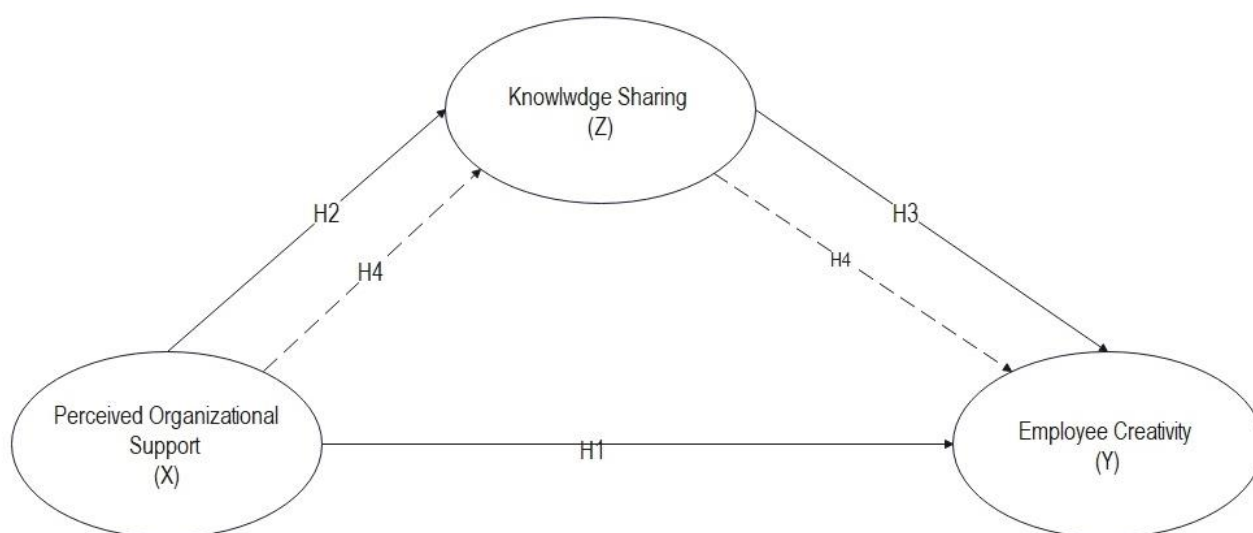 Knowlwdge Sharing
(Z)
H2
H3
H4
H4
Perceived Organizational
Support
(X)
H1
Employee Creativity
(Y)